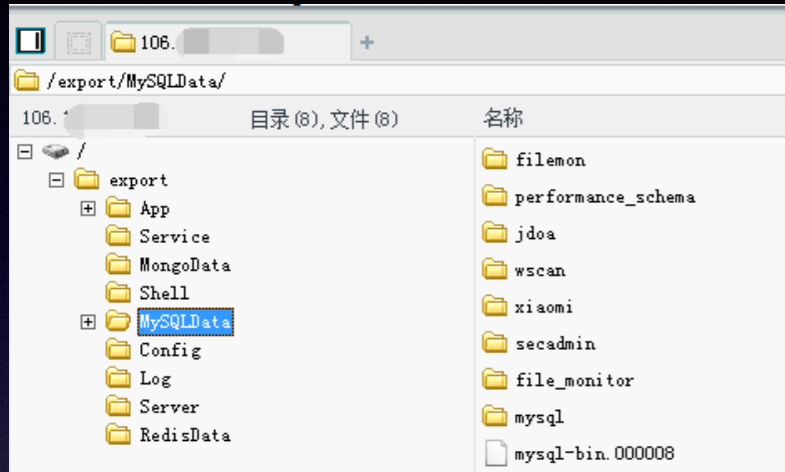 106.
/export/MySQLData/
106. 目录(8),文件(8) 名称
/
export
App
Service
MongoData
Shell
MySQLData
Config
Log
Server
RedisData
filemon
performance_schema
jdoa
wscan
xiaomi
secadmin
file_monitor
mysql
mysql-bin.000008